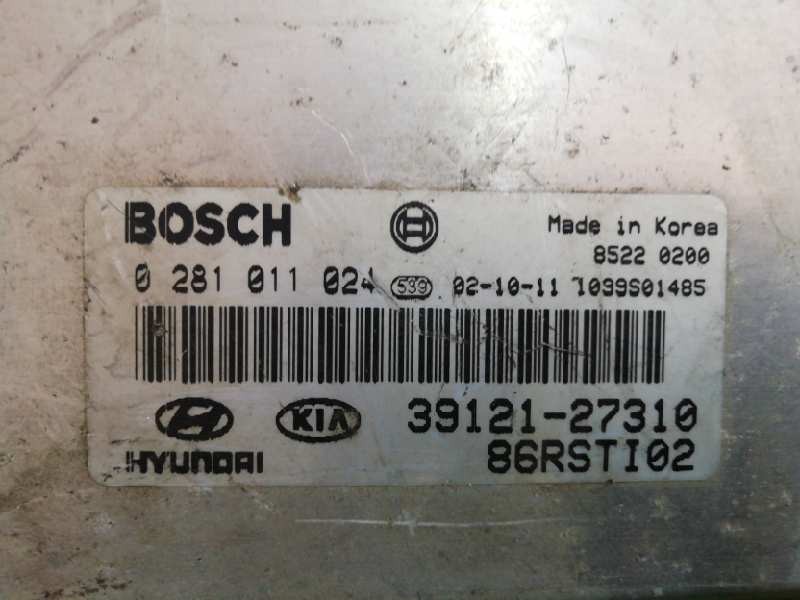 BOSCH
Made in Korea
8522 0200
0 281 011 024 539 02-10-11 1039S01485
HYUNDAI
KIA
39121-27310
86RSTI02